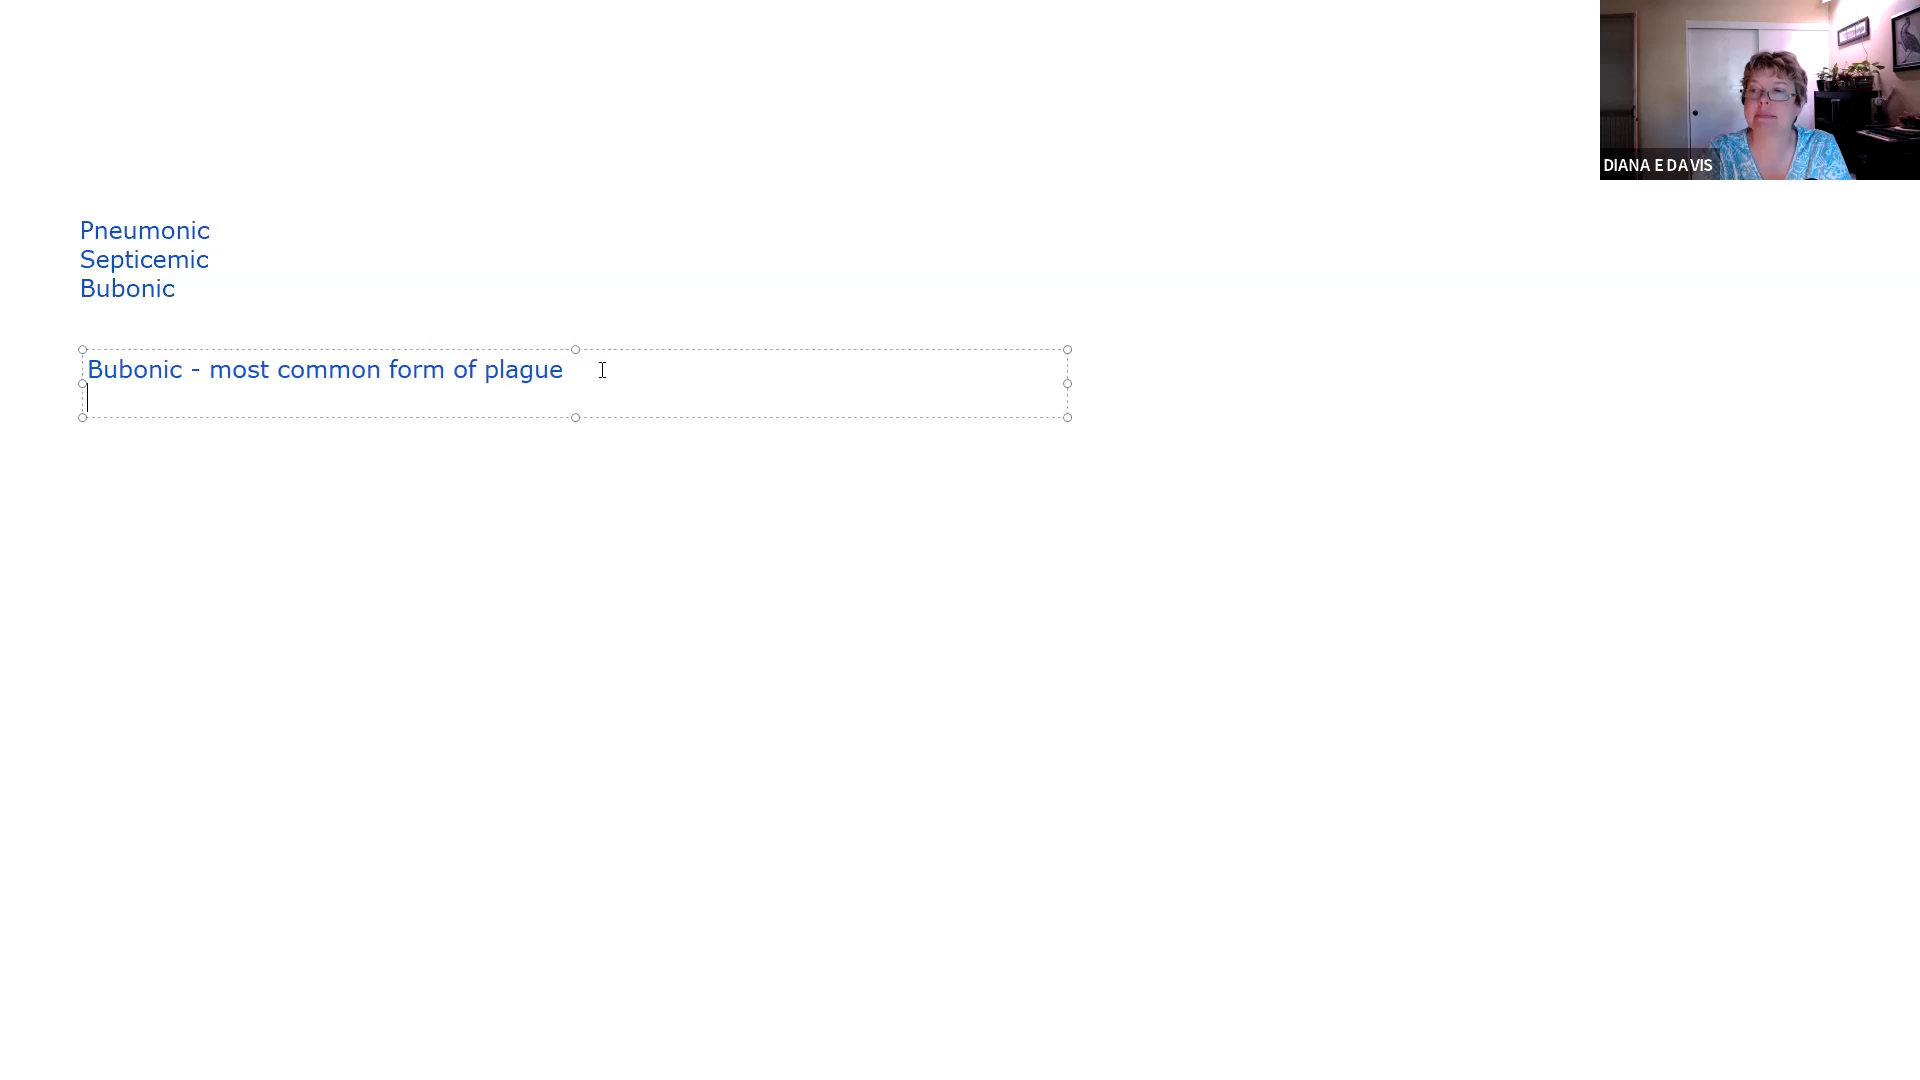 DIANA E DAVIS
Pneumonic
Septicemic
Bubonic
Bubonic - most common form of plague